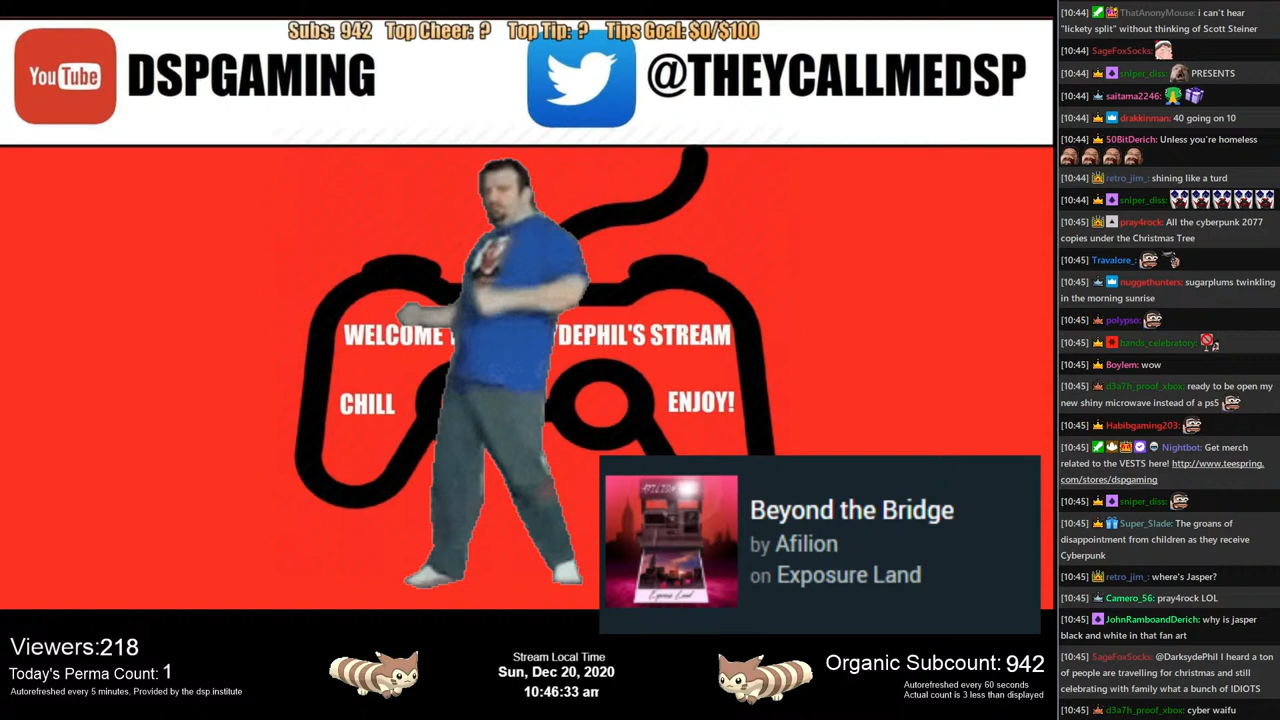 Subs: 942 Top Cheer: ? Top Tip: ? Tips Goal: $0/$100
YouTube
DSPGAMING
@THEYCALLMEDSP
WELCOME
DEPHIL'S STREAM
CHILL
ENJOY!
AFILION
Beyond the Bridge
by Afilion
on Exposure Land
Viewers:218
Today's Perma Count: 1
Autorefreshed every 5 minutes, Provided by the dsp institute
Stream Local Time
Sun, Dec 20, 2020
10:46:33 am
Organic Subcount: 942
Autorefreshed every 60 seconds
Actual count is 3 less than displayed
[10:44] ThatAnonyMouse: i can't hear
"lickety split" without thinking of Scott Steiner
[10:44] SageFoxSocks:
[10:44] sniper_diss: PRESENTS
[10:44] saitama2246:
[10:44] drakkinman: 40 going on 10
[10:44] 50BitDerich: Unless you're homeless
[10:44] retro_jim_: shining like a turd
[10:44] sniper_diss:
[10:45] pray4rock: All the cyberpunk 2077
copies under the Christmas Tree
[10:45] Travalore_:
[10:45] nuggethunters: sugarplums twinkling
in the morning sunrise
[10:45] polypso:
[10:45] hands_celebratory:
[10:45] Boylem: wow
[10:45] d3a7h_proof_xbox: ready to be open my
new shiny microwave instead of a ps5
[10:45] Habibgaming203:
[10:45] Nightbot: Get merch
related to the VESTS here! http://www.teespring.
com/stores/dspgaming
[10:45] sniper_diss:
[10:45] Super_Slade: The groans of
disappointment from children as they receive
Cyberpunk
[10:45] retro_jim_: where's Jasper?
[10:45] Camero_56: pray4rock LOL
[10:45] JohnRamboandDerich: why is jasper
black and white in that fan art
[10:45] SageFoxSocks: @DarksydePhil I heard a ton
of people are travelling for christmas and still
celebrating with family what a bunch of IDIOTS
[10:45] d3a7h_proof_xbox: cyber waifu